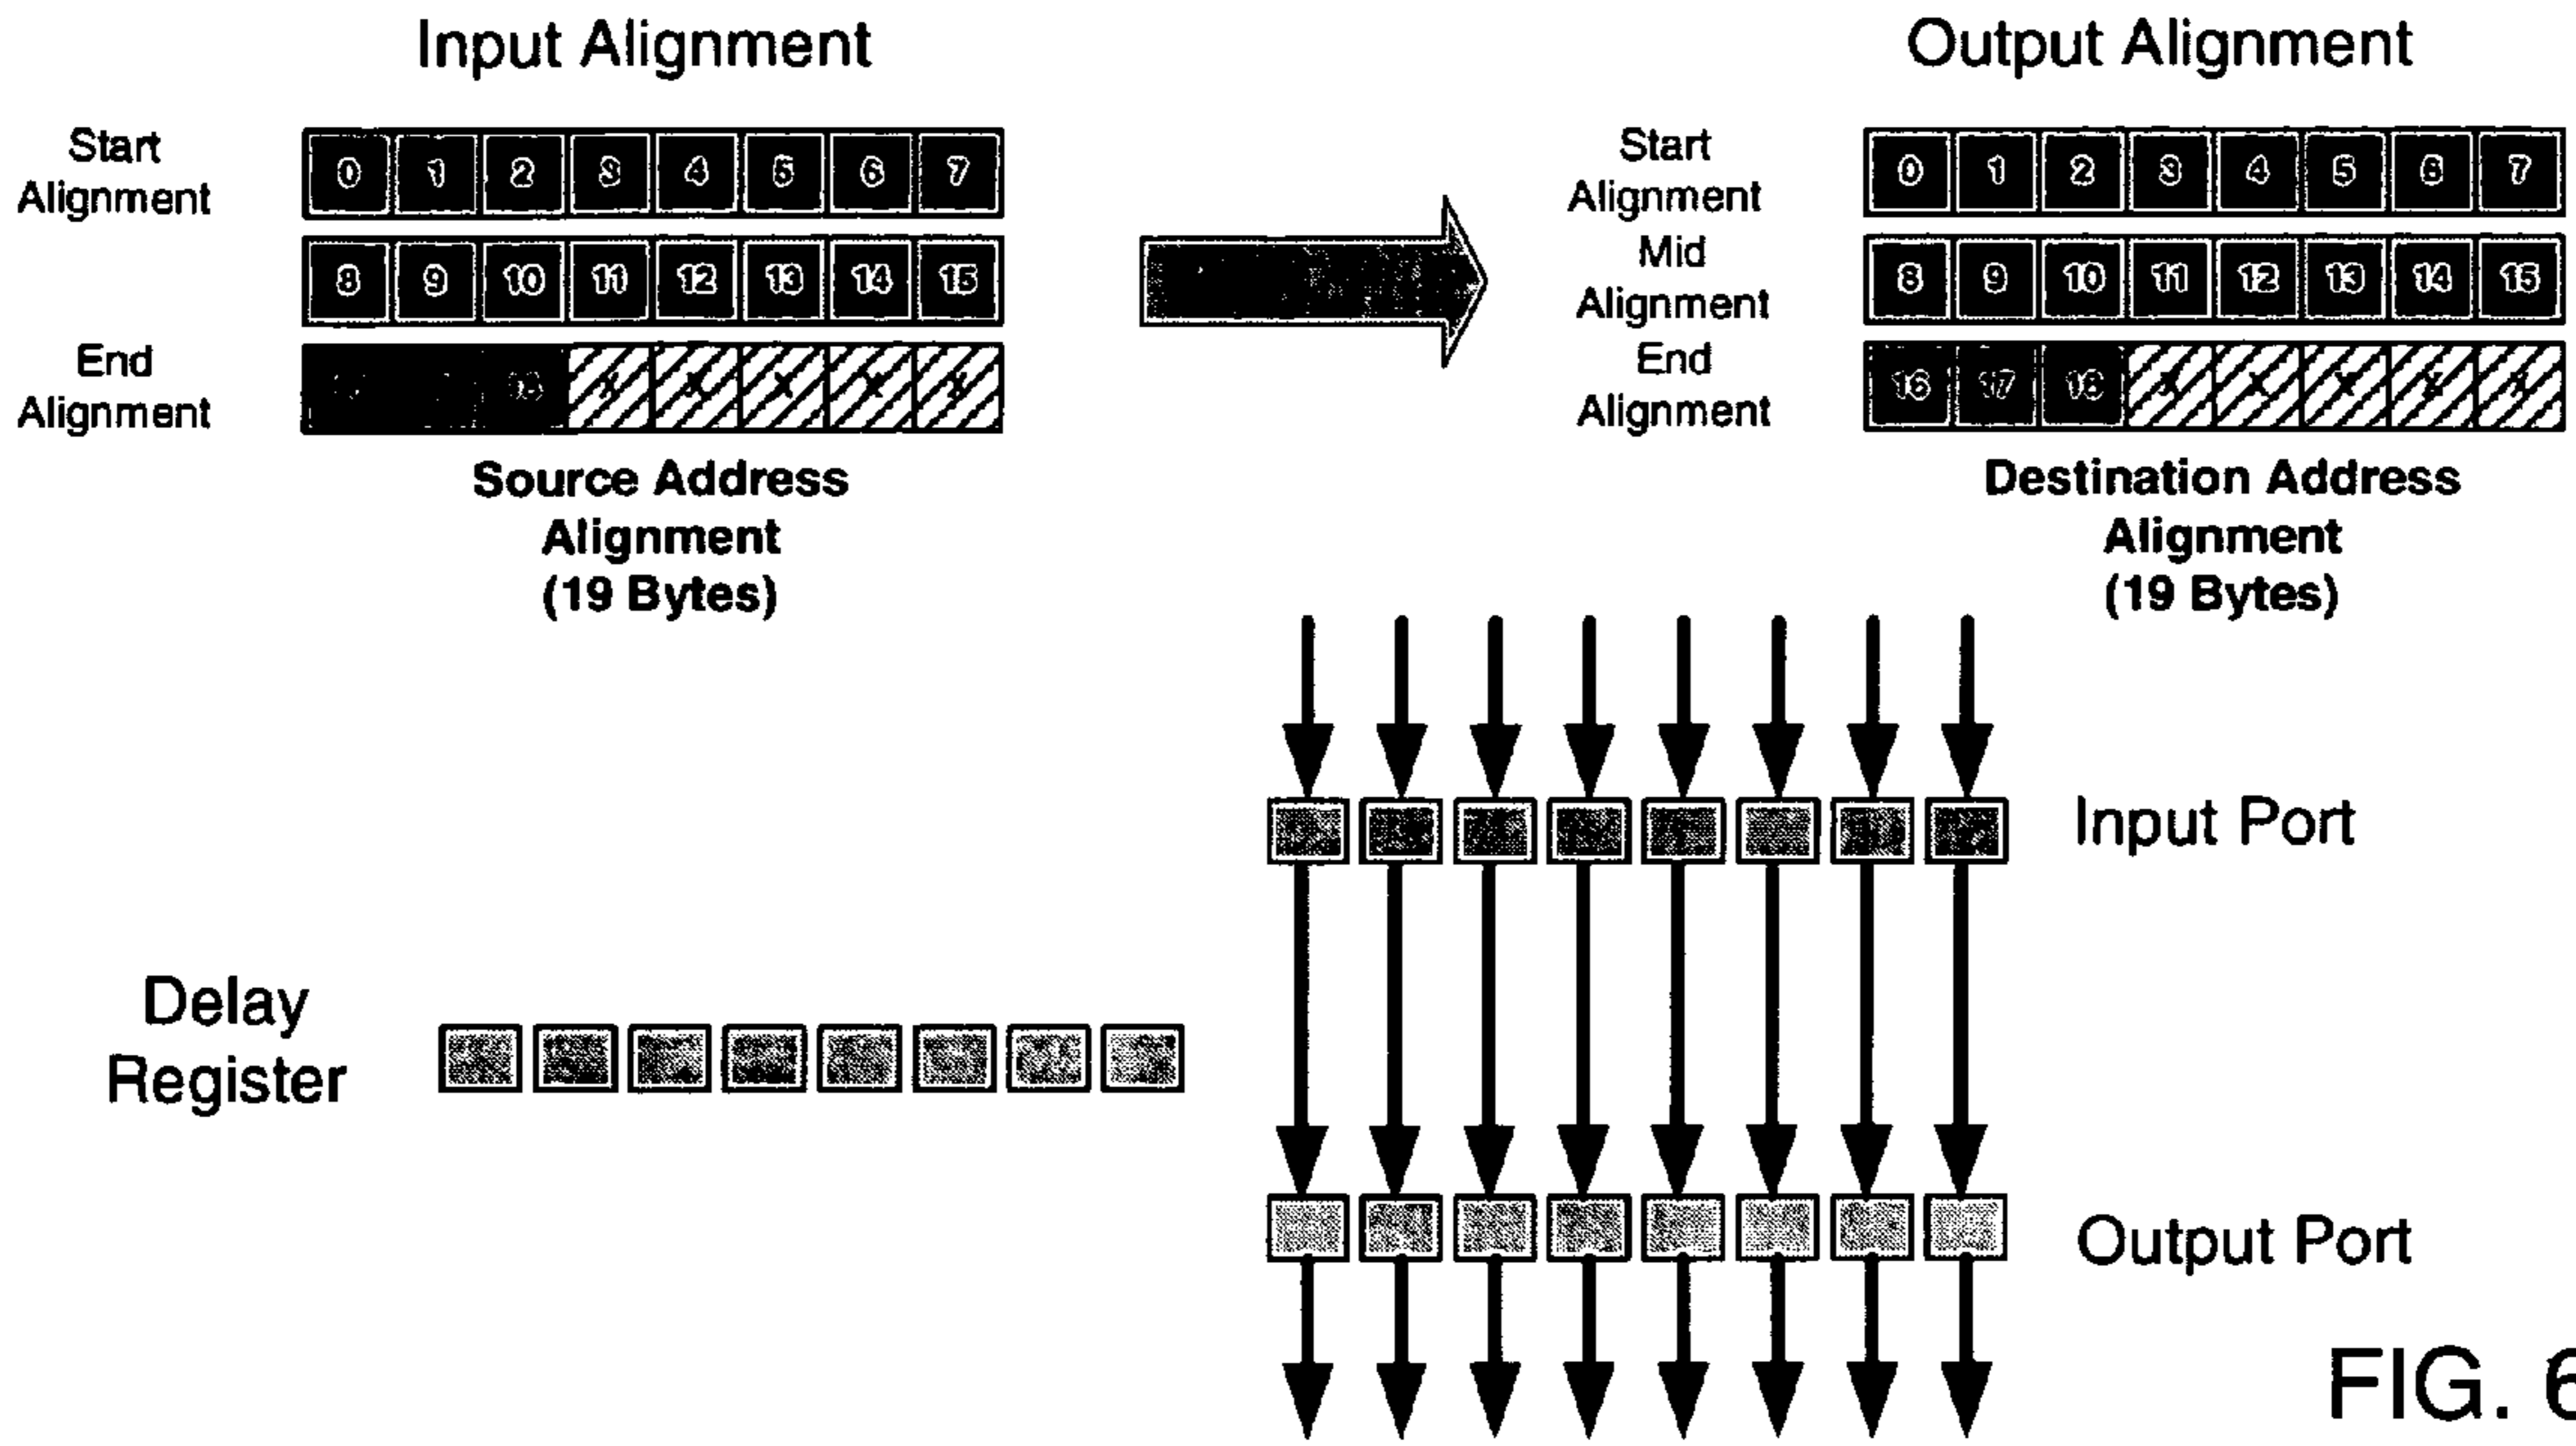 Input Alignment
Output Alignment
Start
Alignment
0 1 2 3 4 5 6 7
8 9 10 11 12 13 14 15
End
Alignment
X X X X X
Source Address
Alignment
(19 Bytes)
Start
Alignment
0 1 2 3 4 5 6 7
Mid
Alignment
8 9 10 11 12 13 14 15
End
Alignment
16 17 18 X X X X X
Destination Address
Alignment
(19 Bytes)
Input Port
Delay
Register
Output Port
FIG. 6